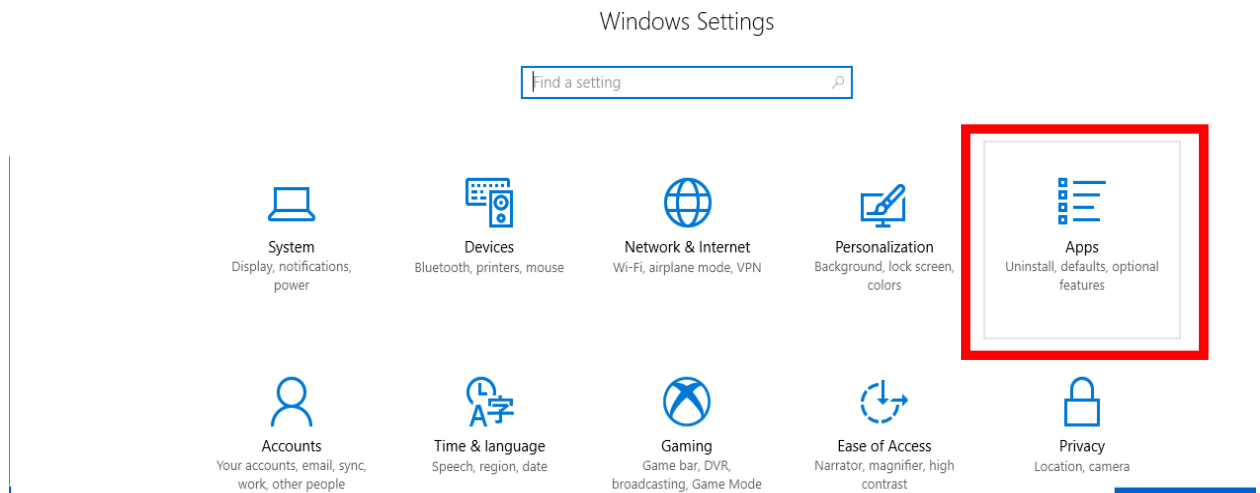 Windows Settings
Find a setting
System
Display, notifications,
power
Devices
Bluetooth, printers, mouse
Network & Internet
Wi-Fi, airplane mode, VPN
Personalization
Background, lock screen,
colors
Apps
Uninstall, defaults, optional
features
Accounts
Your accounts, email, sync,
work, other people
A字
Time & language
Speech, region, date
Gaming
Game bar, DVR,
broadcasting, Game Mode
Ease of Access
Narrator, magnifier, high
contrast
Privacy
Location, camera